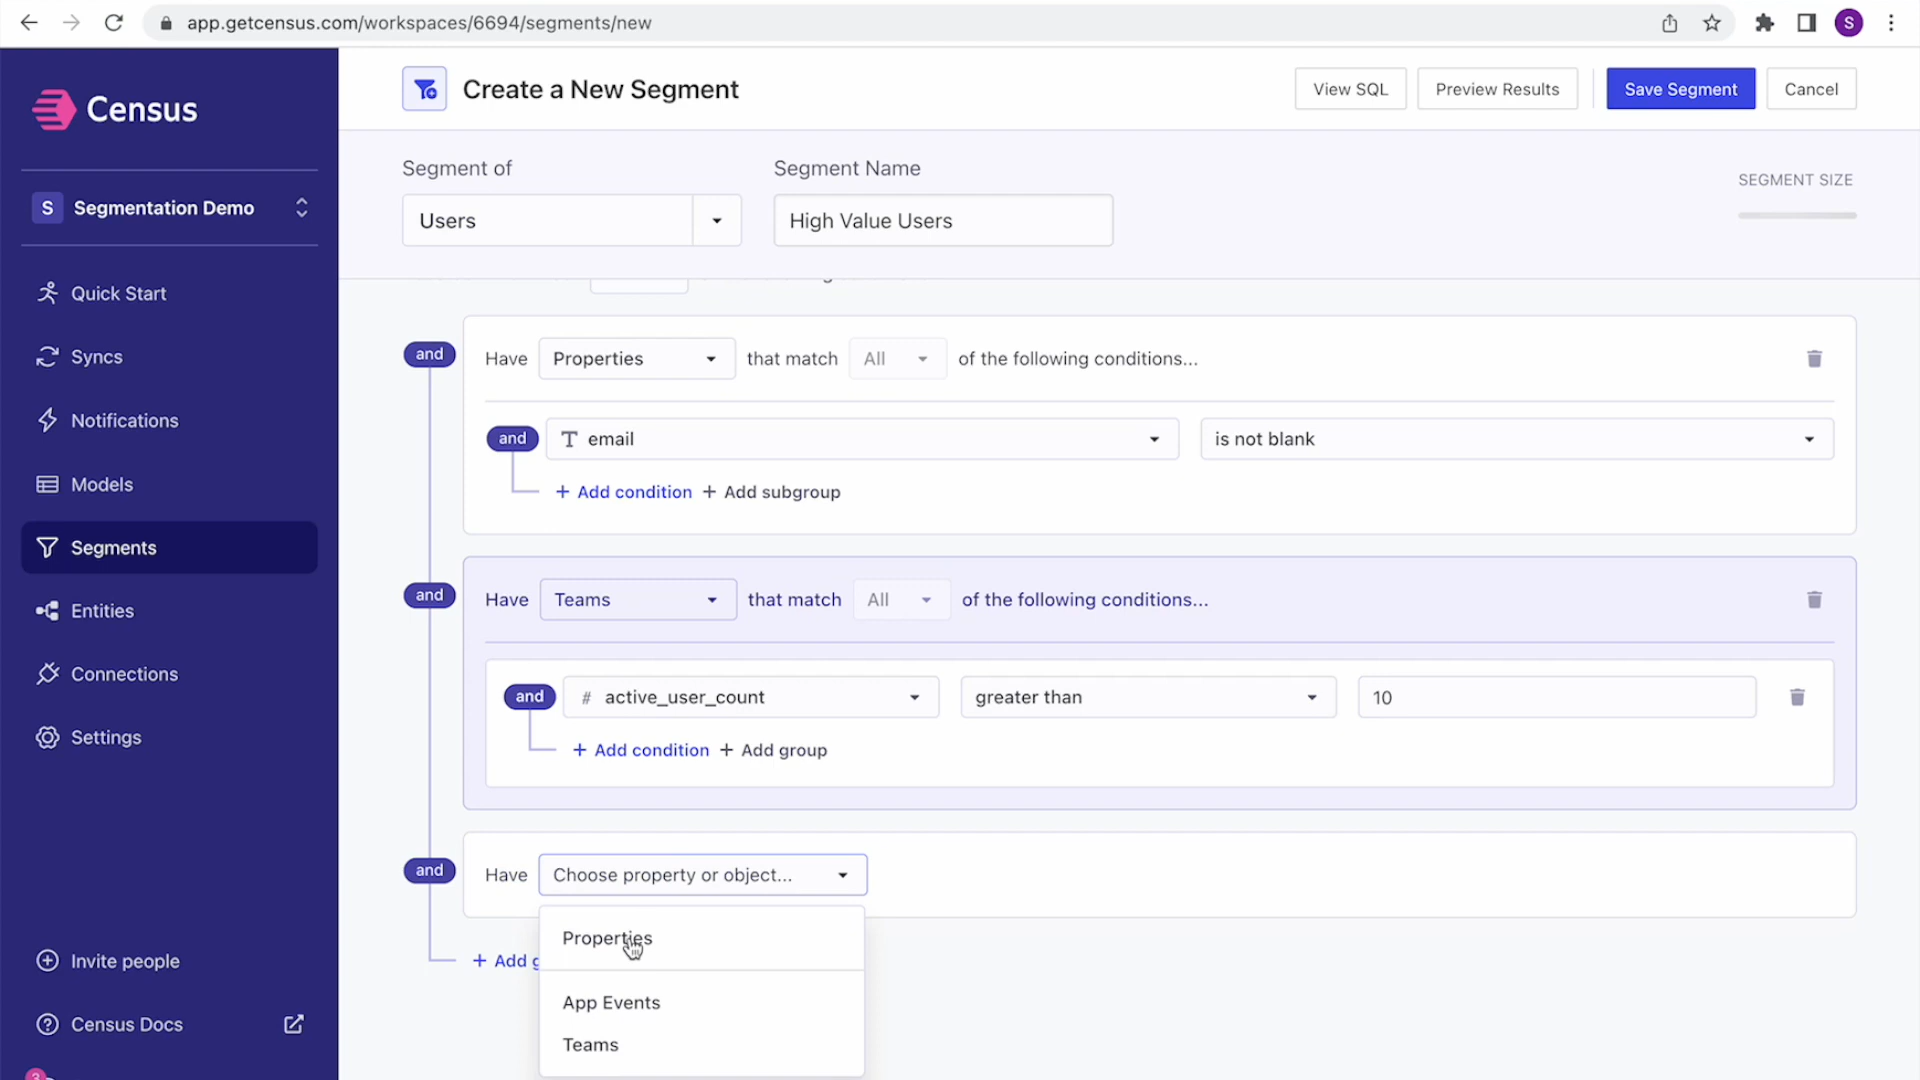 app.getcensus.com/workspaces/6694/segments/new
S
Census
S Segmentation Demo
Quick Start
Syncs
Notifications
Models
Segments
Entities
Connections
Settings
Invite people
Census Docs
3
Create a New Segment
View SQL
Preview Results
Save Segment
Cancel
Segment of
Users
Segment Name
High Value Users
SEGMENT SIZE
and Have Properties that match All of the following conditions...
and T email is not blank
+ Add condition + Add subgroup
and Have Teams that match All of the following conditions...
and # active_user_count greater than 10
+ Add condition + Add group
and Have Choose property or object...
Properties
+ Add g
App Events
Teams